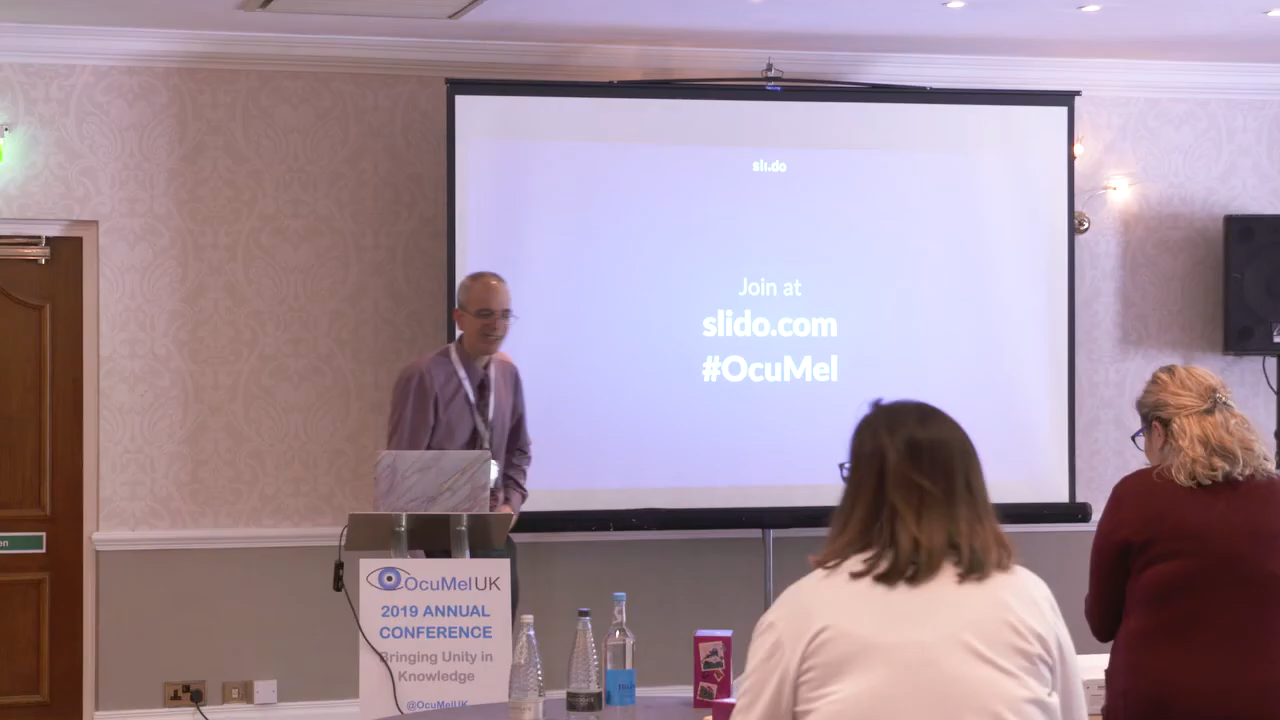 sli.do
Join at
slido.com
#OcuMel
OcuMel UK
2019 ANNUAL
CONFERENCE
Bringing Unity in
Knowledge
@OcuMelUK